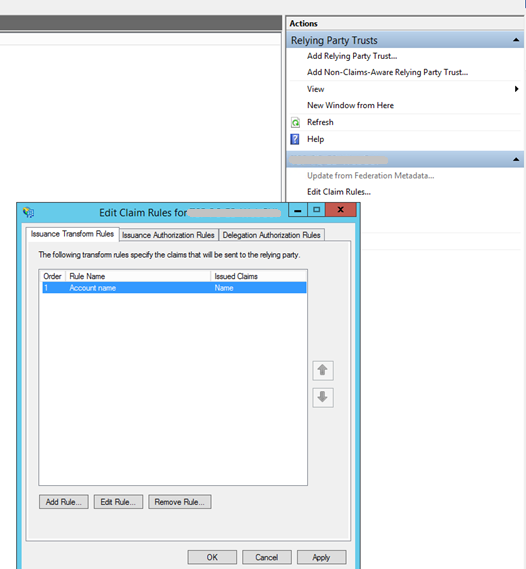 Actions
Relying Party Trusts
Add Relying Party Trust...
Add Non-Claims-Aware Relying Party Trust...
View
New Window from Here
Refresh
Help
Update from Federation Metadata...
Edit Claim Rules...
Edit Claim Rules for
Issuance Transform Rules Issuance Authorization Rules Delegation Authorization Rules
The following transform rules specify the claims that will be sent to the relying party.
Order Rule Name Issued Claims
1 Account name Name
Add Rule... Edit Rule... Remove Rule...
OK Cancel Apply